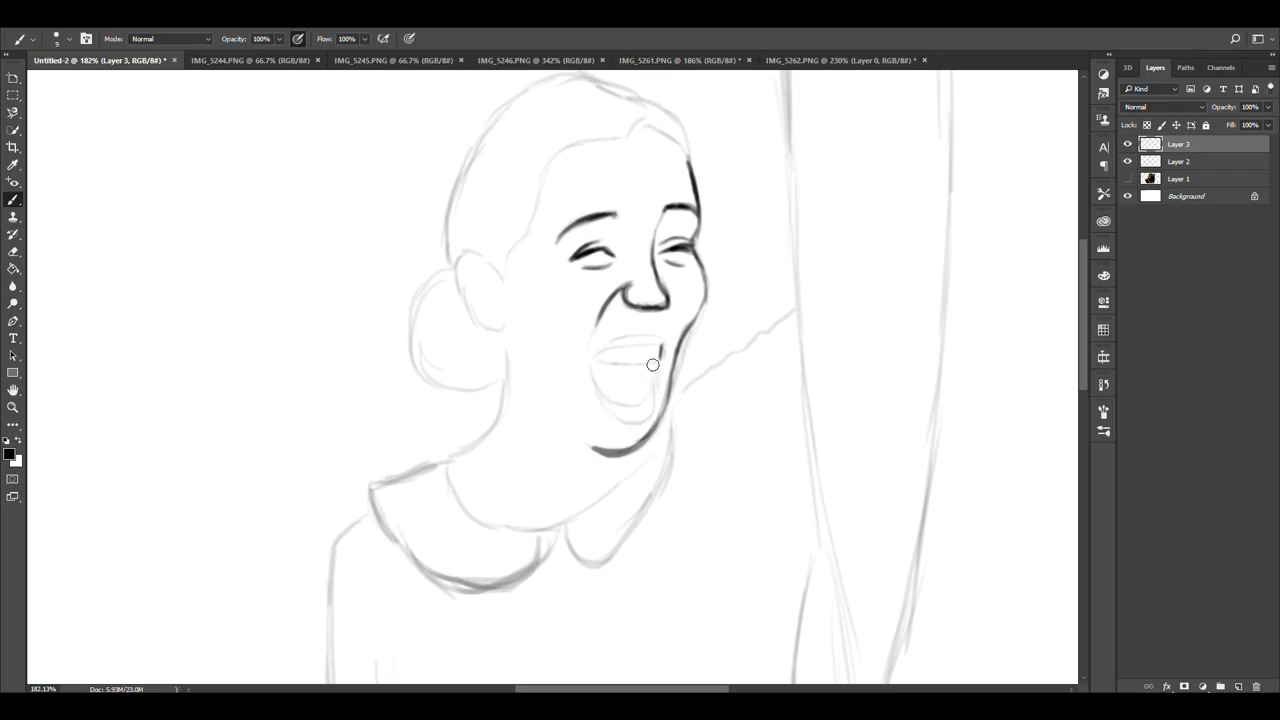 9 Mode: Normal Opacity: 100% Flow: 100%
Untitled-2 @ 182% (Layer 3, RGB/8#) * × IMG_5244.PNG @ 66.7% (RGB/8#) × IMG_5245.PNG @ 66.7% (RGB/8#) × IMG_5246.PNG @ 342% (RGB/8#) × IMG_5261.PNG @ 186% (RGB/8#) * × IMG_5262.PNG @ 230% (Layer 0, RGB/8#) * ×
3D Layers Paths Channels
Kind
Normal Opacity: 100%
Lock: Fill: 100%
Layer 3
Layer 2
Layer 1
Background
182.13% Doc: 5.93M/23.0M